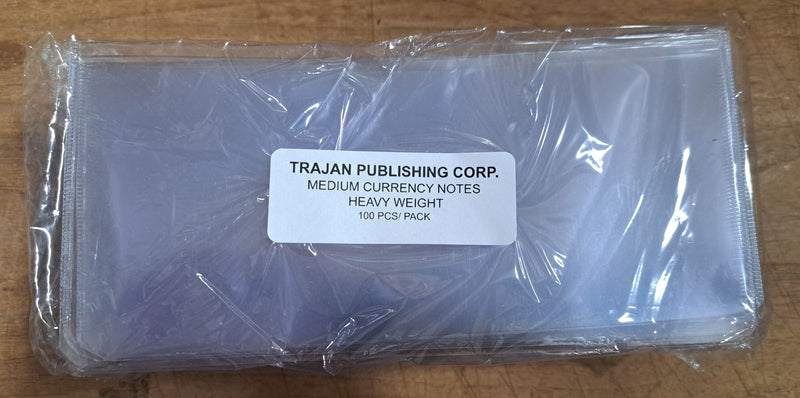 TRAJAN PUBLISHING CORP.
MEDIUM CURRENCY NOTES
HEAVY WEIGHT
100 PCS/ PACK